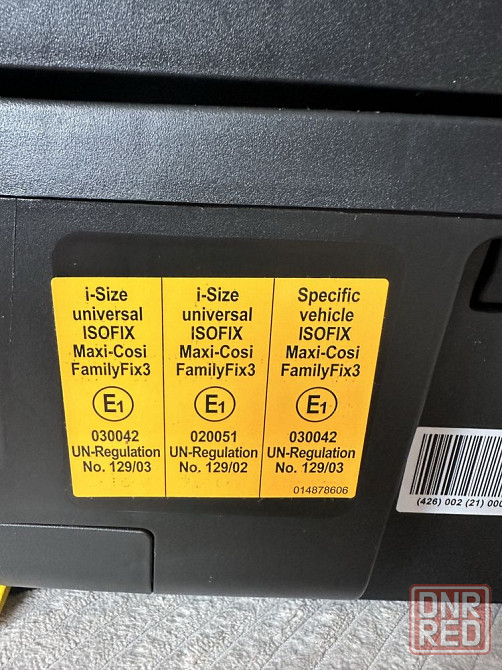 i-Size
universal
ISOFIX
Maxi-Cosi
FamilyFix3
E1
030042
UN-Regulation
No. 129/03
i-Size
universal
ISOFIX
Maxi-Cosi
FamilyFix3
E1
020051
UN-Regulation
No. 129/02
Specific
vehicle
ISOFIX
Maxi-Cosi
FamilyFix3
E1
030042
UN-Regulation
No. 129/03
014878606
(426) 002 (21) 000
DNR
RED